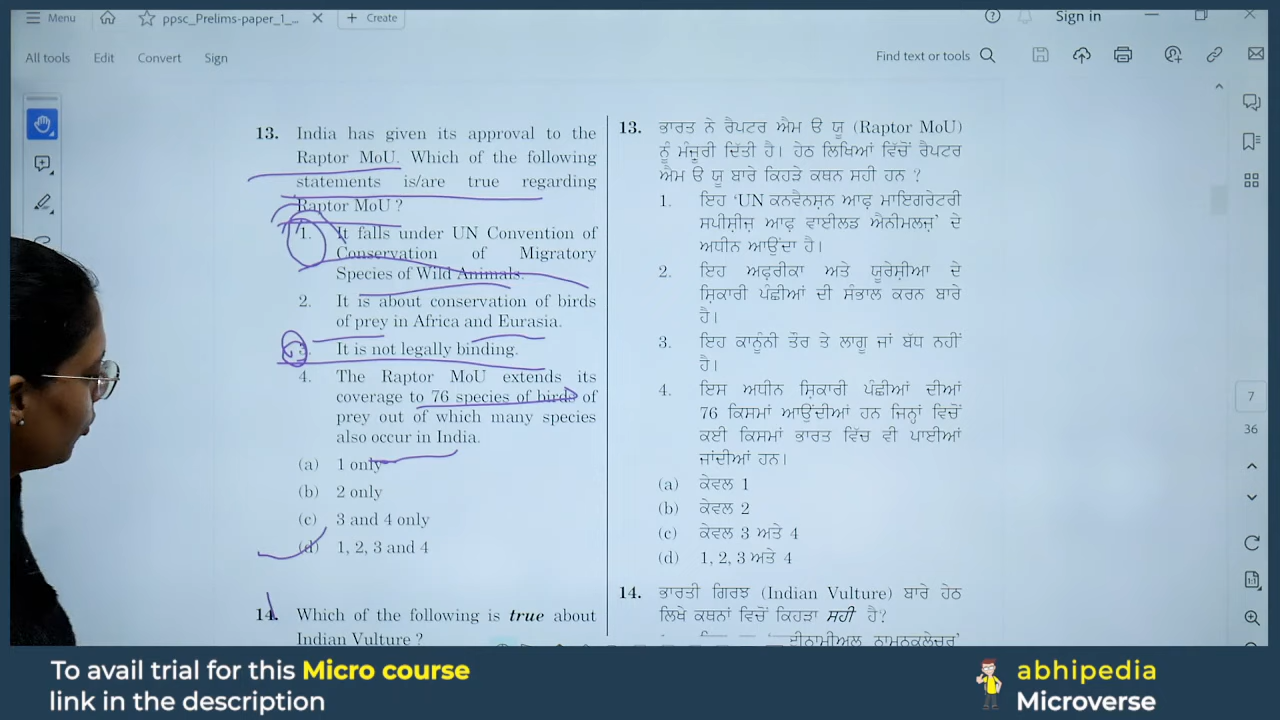 Menu
ppsc_Prelims-paper_1_...
Create
Sign in
All tools
Edit
Convert
Sign
Find text or tools
13. India has given its approval to the
Raptor MoU. Which of the following
statements is/are true regarding
Raptor MoU ?
1. It falls under UN Convention of
Conservation of Migratory
Species of Wild Animals.
2. It is about conservation of birds
of prey in Africa and Eurasia.
3. It is not legally binding.
4. The Raptor MoU extends its
coverage to 76 species of birds of
prey out of which many species
also occur in India.
(a) 1 only
(b) 2 only
(c) 3 and 4 only
(d) 1, 2, 3 and 4
14. Which of the following is true about
Indian Vulture ?
13. ਭਾਰਤ ਨੇ ਰੈਪਟਰ ਐਮ ਓ ਯੂ (Raptor MoU)
ਨੂੰ ਮੰਜ਼ੂਰੀ ਦਿੱਤੀ ਹੈ। ਹੇਠ ਲਿਖਿਆਂ ਵਿੱਚੋਂ ਰੈਪਟਰ
ਐਮ ਓ ਯੂ ਬਾਰੇ ਕਿਹੜੇ ਕਥਨ ਸਹੀ ਹਨ ?
1. ਇਹ ‘UN ਕਨਵੈਨਸ਼ਨ ਆਫ਼ ਮਾਇਗਰੇਟਰੀ
ਸਪੀਸੀਜ਼ ਆਫ਼ ਵਾਈਲਡ ਐਨੀਮਲਜ਼’ ਦੇ
ਅਧੀਨ ਆਉਂਦਾ ਹੈ।
2. ਇਹ ਅਫ਼ਰੀਕਾ ਅਤੇ ਯੂਰੇਸ਼ੀਆ ਦੇ
ਸ਼ਿਕਾਰੀ ਪੰਛੀਆਂ ਦੀ ਸੰਭਾਲ ਕਰਨ ਬਾਰੇ
ਹੈ।
3. ਇਹ ਕਾਨੂੰਨੀ ਤੌਰ ਤੇ ਲਾਗੂ ਜਾਂ ਬੱਧ ਨਹੀਂ
ਹੈ।
4. ਇਸ ਅਧੀਨ ਸ਼ਿਕਾਰੀ ਪੰਛੀਆਂ ਦੀਆਂ
76 ਕਿਸਮਾਂ ਆਉਂਦੀਆਂ ਹਨ ਜਿਨ੍ਹਾਂ ਵਿਚੋਂ
ਕਈ ਕਿਸਮਾਂ ਭਾਰਤ ਵਿੱਚ ਵੀ ਪਾਈਆਂ
ਜਾਂਦੀਆਂ ਹਨ।
(a) ਕੇਵਲ 1
(b) ਕੇਵਲ 2
(c) ਕੇਵਲ 3 ਅਤੇ 4
(d) 1, 2, 3 ਅਤੇ 4
14. ਭਾਰਤੀ ਗਿਰਝ (Indian Vulture) ਬਾਰੇ ਹੇਠ
ਲਿਖੇ ਕਥਨਾਂ ਵਿਚੋਂ ਕਿਹੜਾ ਸਹੀ ਹੈ?
7
36
To avail trial for this Micro course
link in the description
abhipedia
Microverse